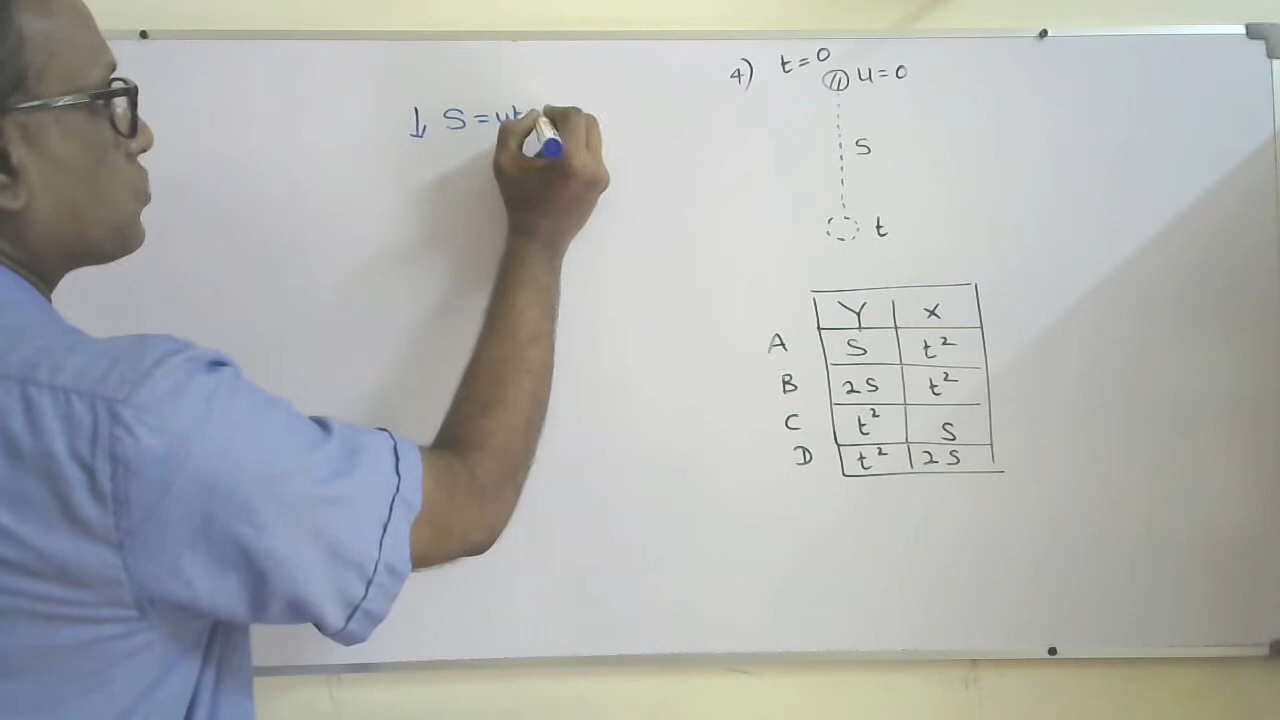 ↓ S = ut
4) t=0
u=0
S
t
Y X
A S t²
B 2S t²
C t² S
D t² 2S